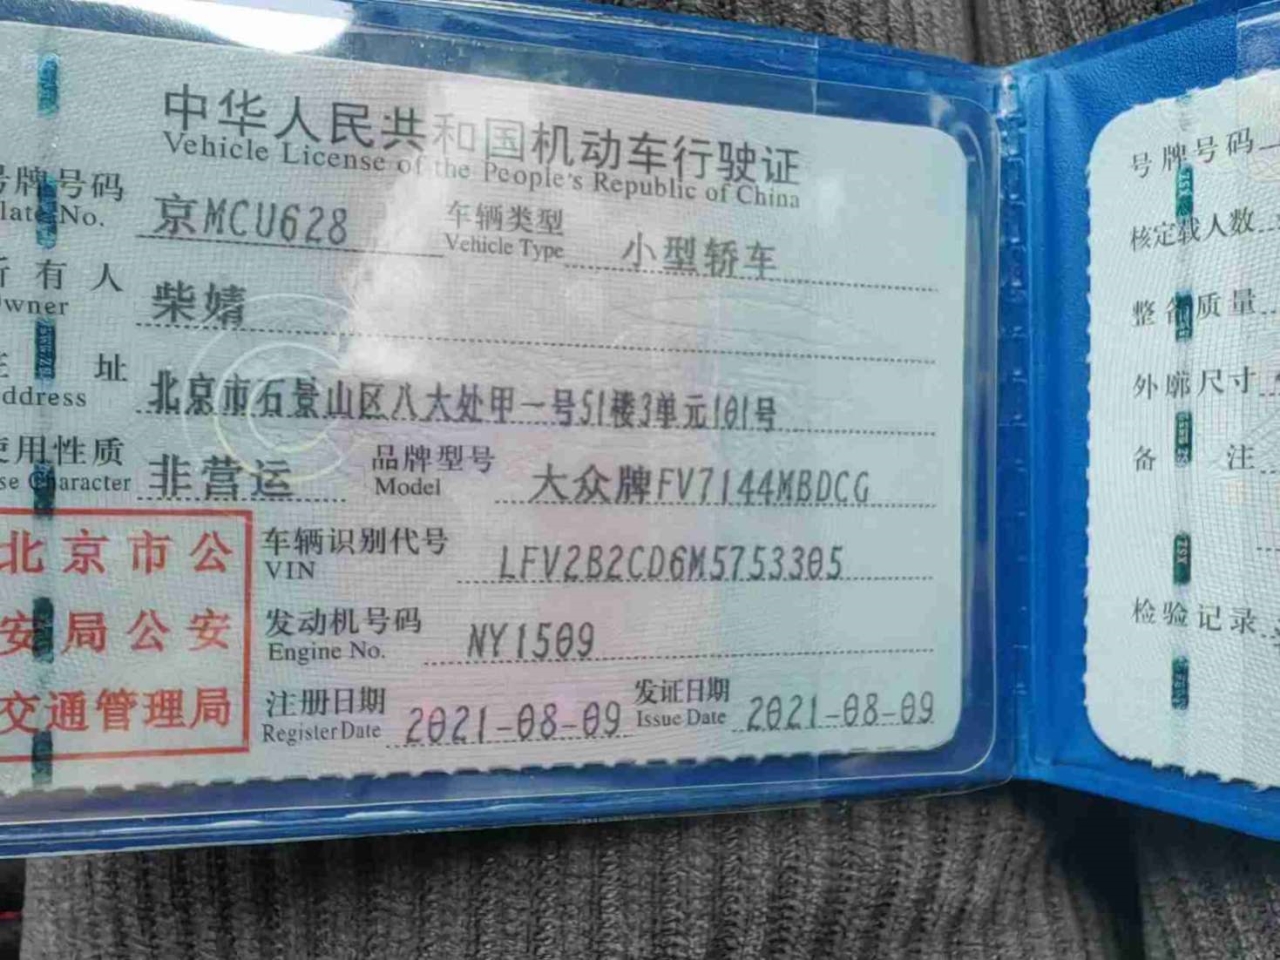 中华人民共和国机动车行驶证
Vehicle License of the People's Republic of China
号牌号码 京MCU628 车辆类型 小型轿车
Plate No. Vehicle Type
所有人 柴婧
Owner
住址 北京市石景山区八大处甲一号51楼3单元101号
Address
使用性质 非营运 品牌型号 大众牌FV7144MBDCG
Use Character Model
北京市公
安局公安
交通管理局
车辆识别代号 LFV2B2CD6M5753305
VIN
发动机号码 NY1509
Engine No.
注册日期 2021-08-09 发证日期 2021-08-09
Register Date Issue Date
号牌号码
核定载人数
整备质量
外廓尺寸
备注
检验记录